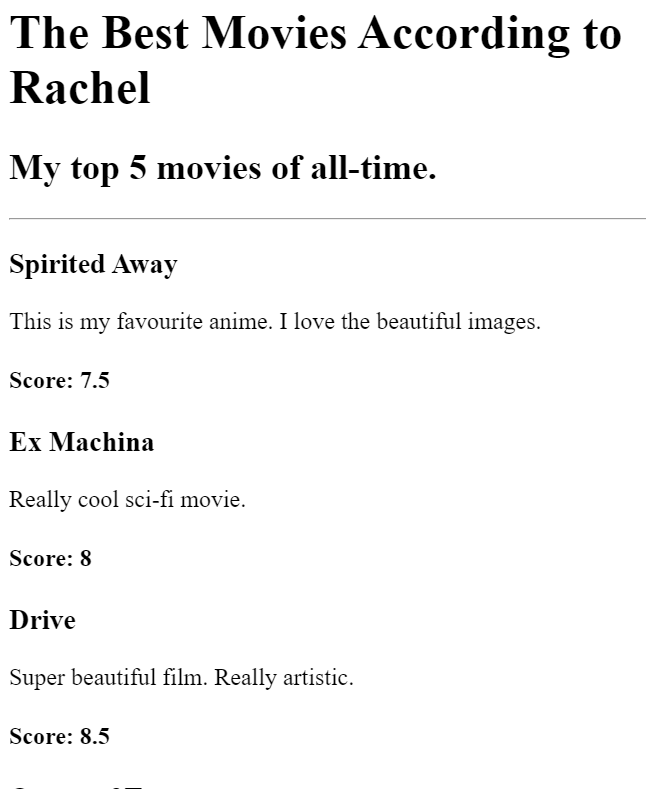 The Best Movies According to
Rachel
My top 5 movies of all-time.
Spirited Away
This is my favourite anime. I love the beautiful images.
Score: 7.5
Ex Machina
Really cool sci-fi movie.
Score: 8
Drive
Super beautiful film. Really artistic.
Score: 8.5